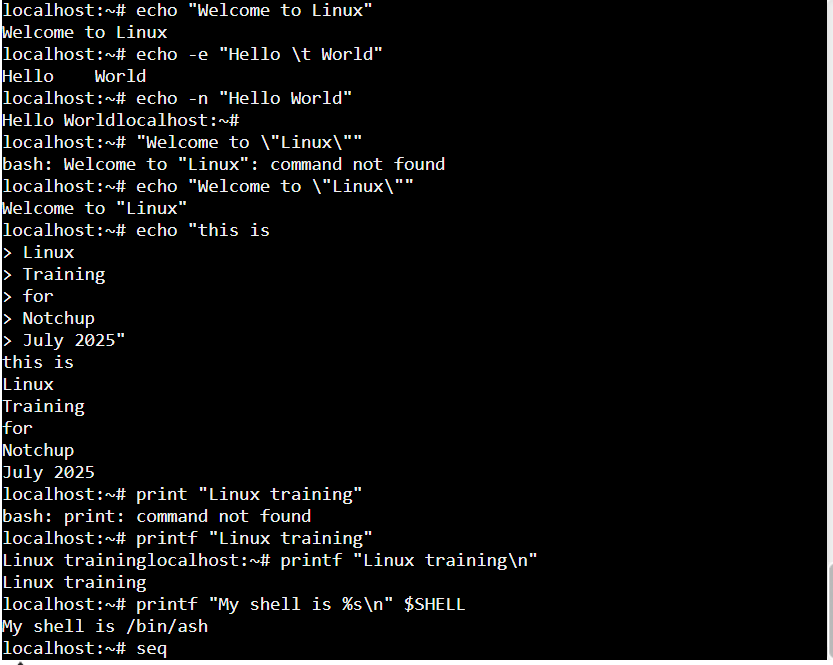 localhost:~# echo "Welcome to Linux"
Welcome to Linux
localhost:~# echo -e "Hello \t World"
Hello    World
localhost:~# echo -n "Hello World"
Hello Worldlocalhost:~#
localhost:~# "Welcome to \"Linux\""
bash: Welcome to "Linux": command not found
localhost:~# echo "Welcome to \"Linux\""
Welcome to "Linux"
localhost:~# echo "this is
> Linux
> Training
> for
> Notchup
> July 2025"
this is
Linux
Training
for
Notchup
July 2025
localhost:~# print "Linux training"
bash: print: command not found
localhost:~# printf "Linux training"
Linux traininglocalhost:~# printf "Linux training\n"
Linux training
localhost:~# printf "My shell is %s\n" $SHELL
My shell is /bin/ash
localhost:~# seq